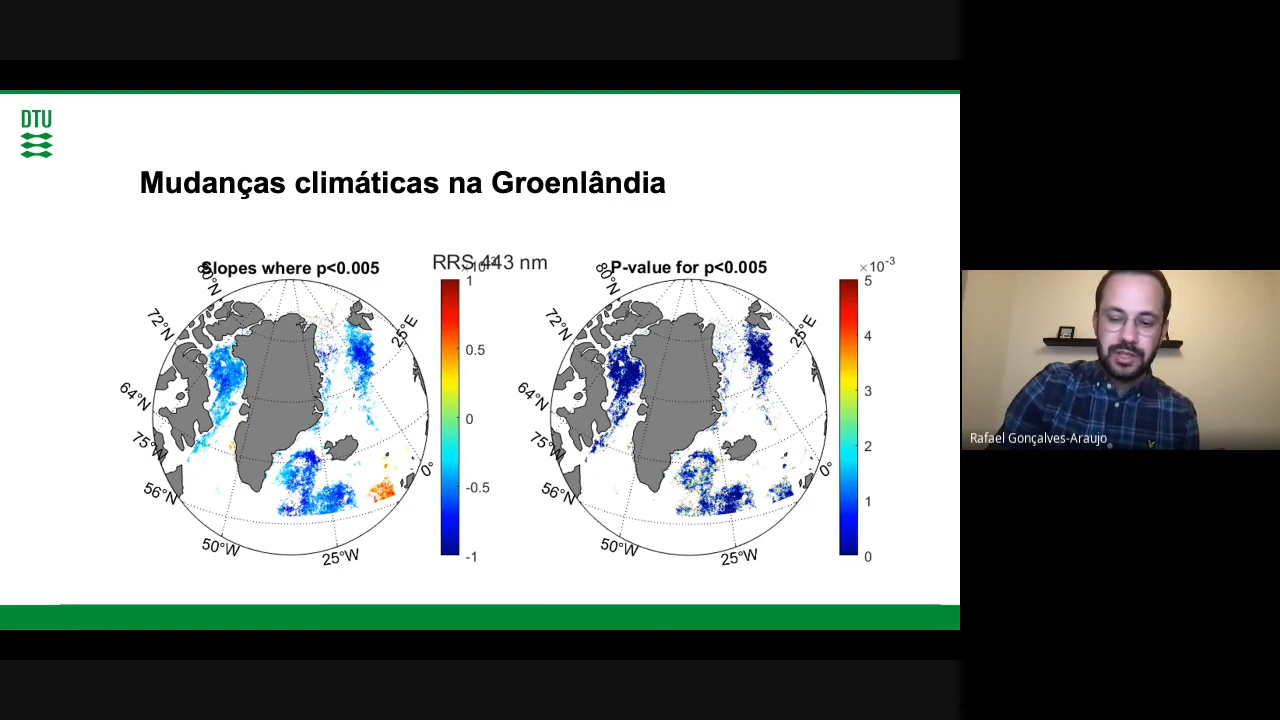 DTU
Mudanças climáticas na Groenlândia
RRS 443 nm
Slopes where p<0.005
80°N
72°N
64°N
75°W
56°N
50°W
25°W
0°
25°E
1
0.5
0
-0.5
-1
P-value for p<0.005
80°N
72°N
64°N
75°W
56°N
50°W
25°W
0°
25°E
×10-3
5
4
3
2
1
0
Rafael Gonçalves-Araujo